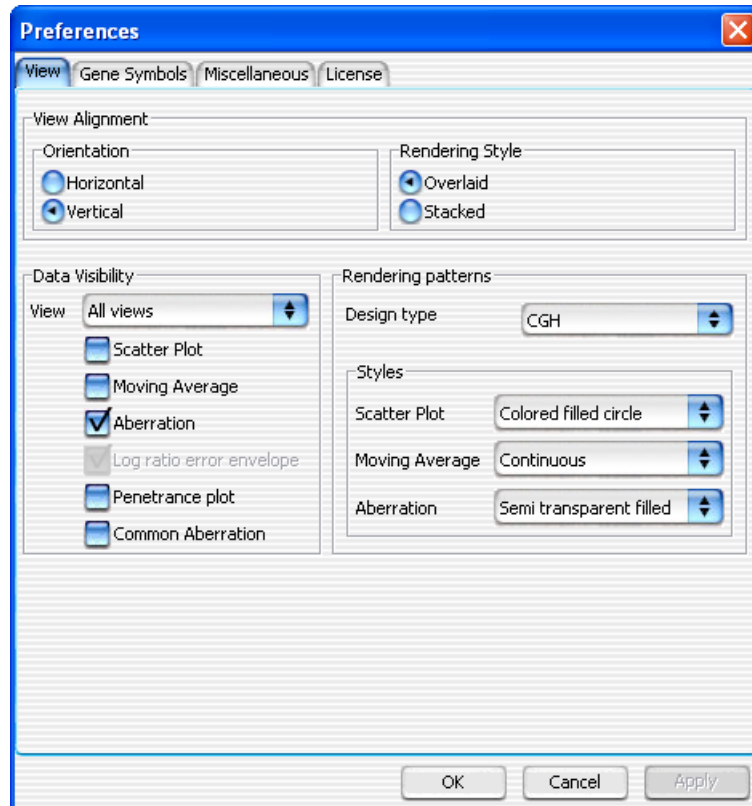 Preferences
View Gene Symbols Miscellaneous License
View Alignment
Orientation
Horizontal
Vertical
Rendering Style
Overlaid
Stacked
Data Visibility
View All views
Scatter Plot
Moving Average
Aberration
Log ratio error envelope
Penetrance plot
Common Aberration
Rendering patterns
Design type CGH
Styles
Scatter Plot Colored filled circle
Moving Average Continuous
Aberration Semi transparent filled
OK Cancel Apply